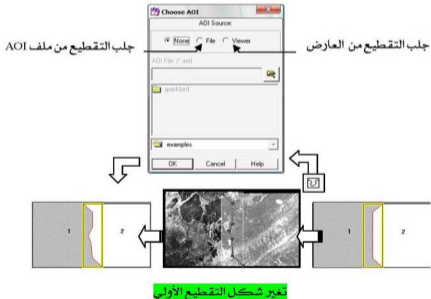 Choose AOI
AOI Source:
None File Viewer
جلب التقطيع من العارض
جلب التقطيع من ملف AOI
AOI File: (*.aoi)
quickbird
examples
OK Cancel Help
1 2
1 2
تغير شكل التقطيع الأولي